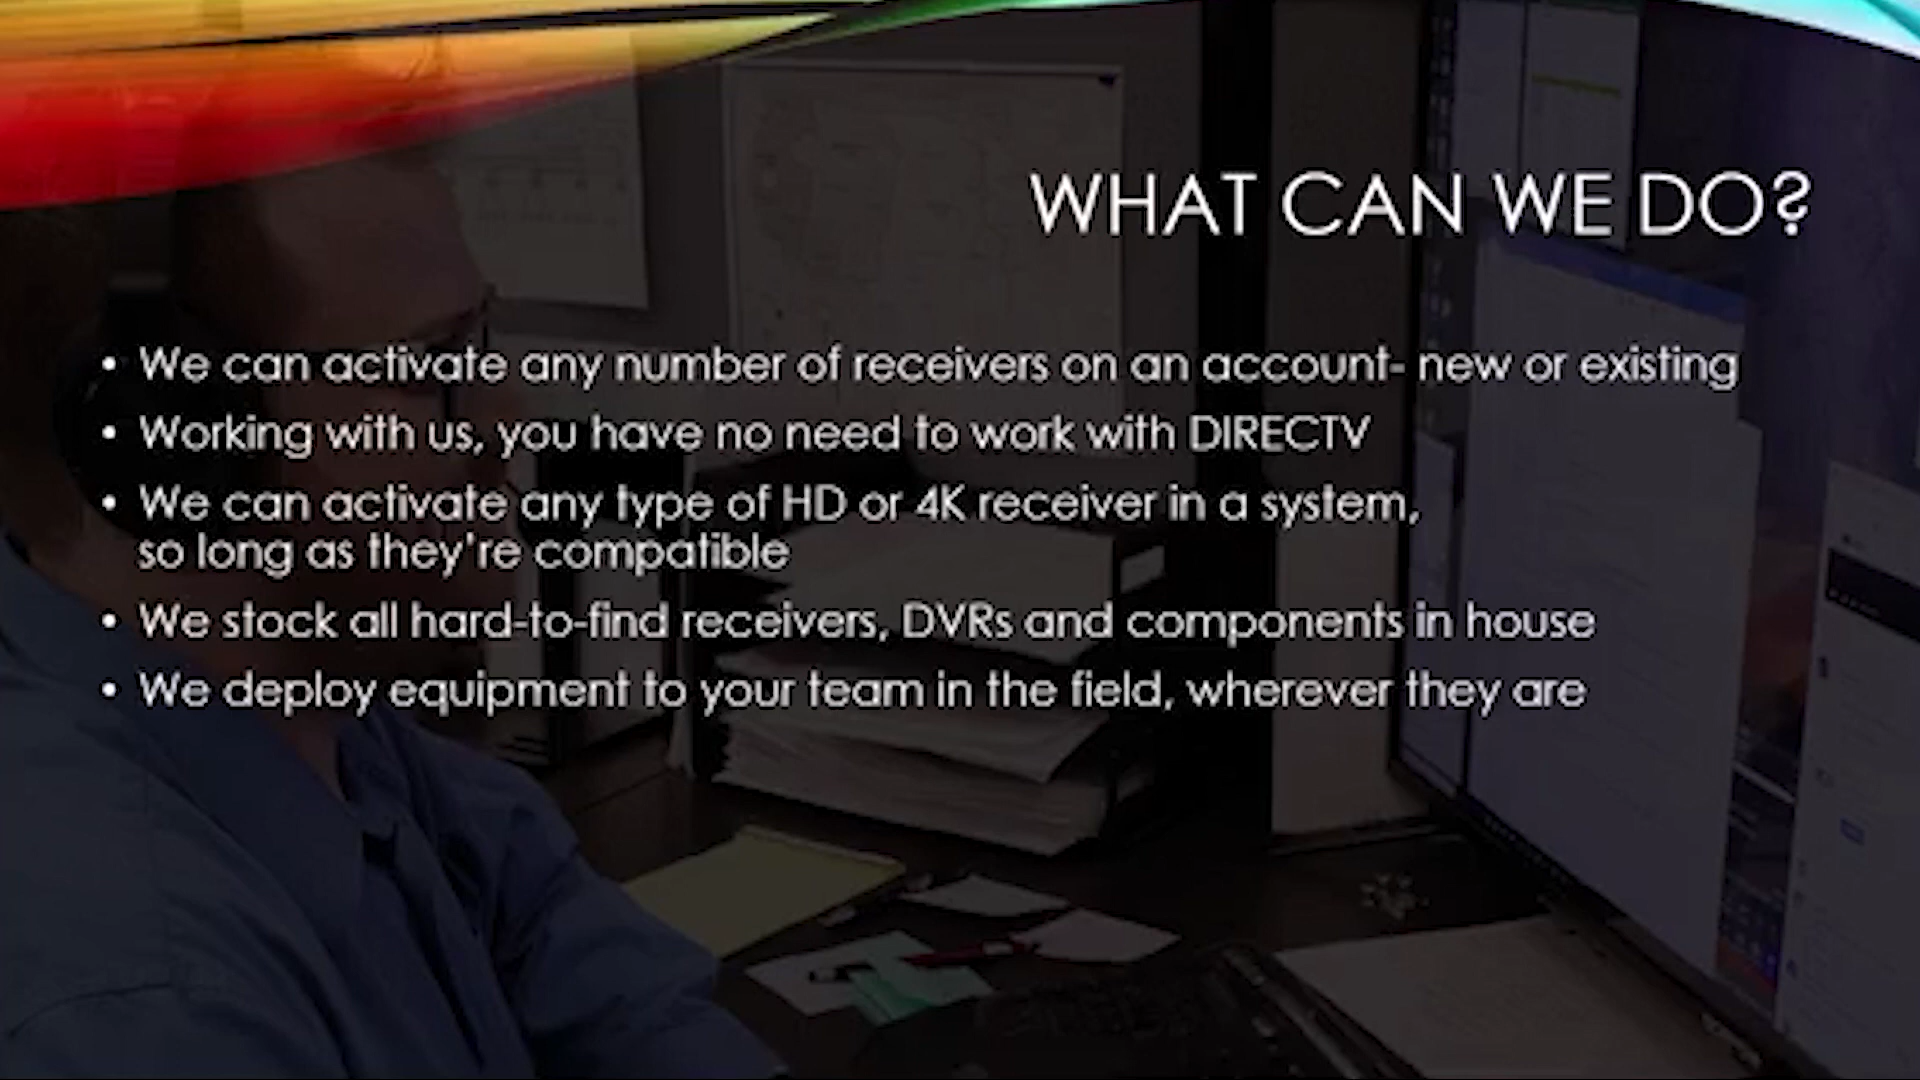 WHAT CAN WE DO?
• We can activate any number of receivers on an account- new or existing
• Working with us, you have no need to work with DIRECTV
• We can activate any type of HD or 4K receiver in a system,
so long as they're compatible
• We stock all hard-to-find receivers, DVRs and components in house
• We deploy equipment to your team in the field, wherever they are